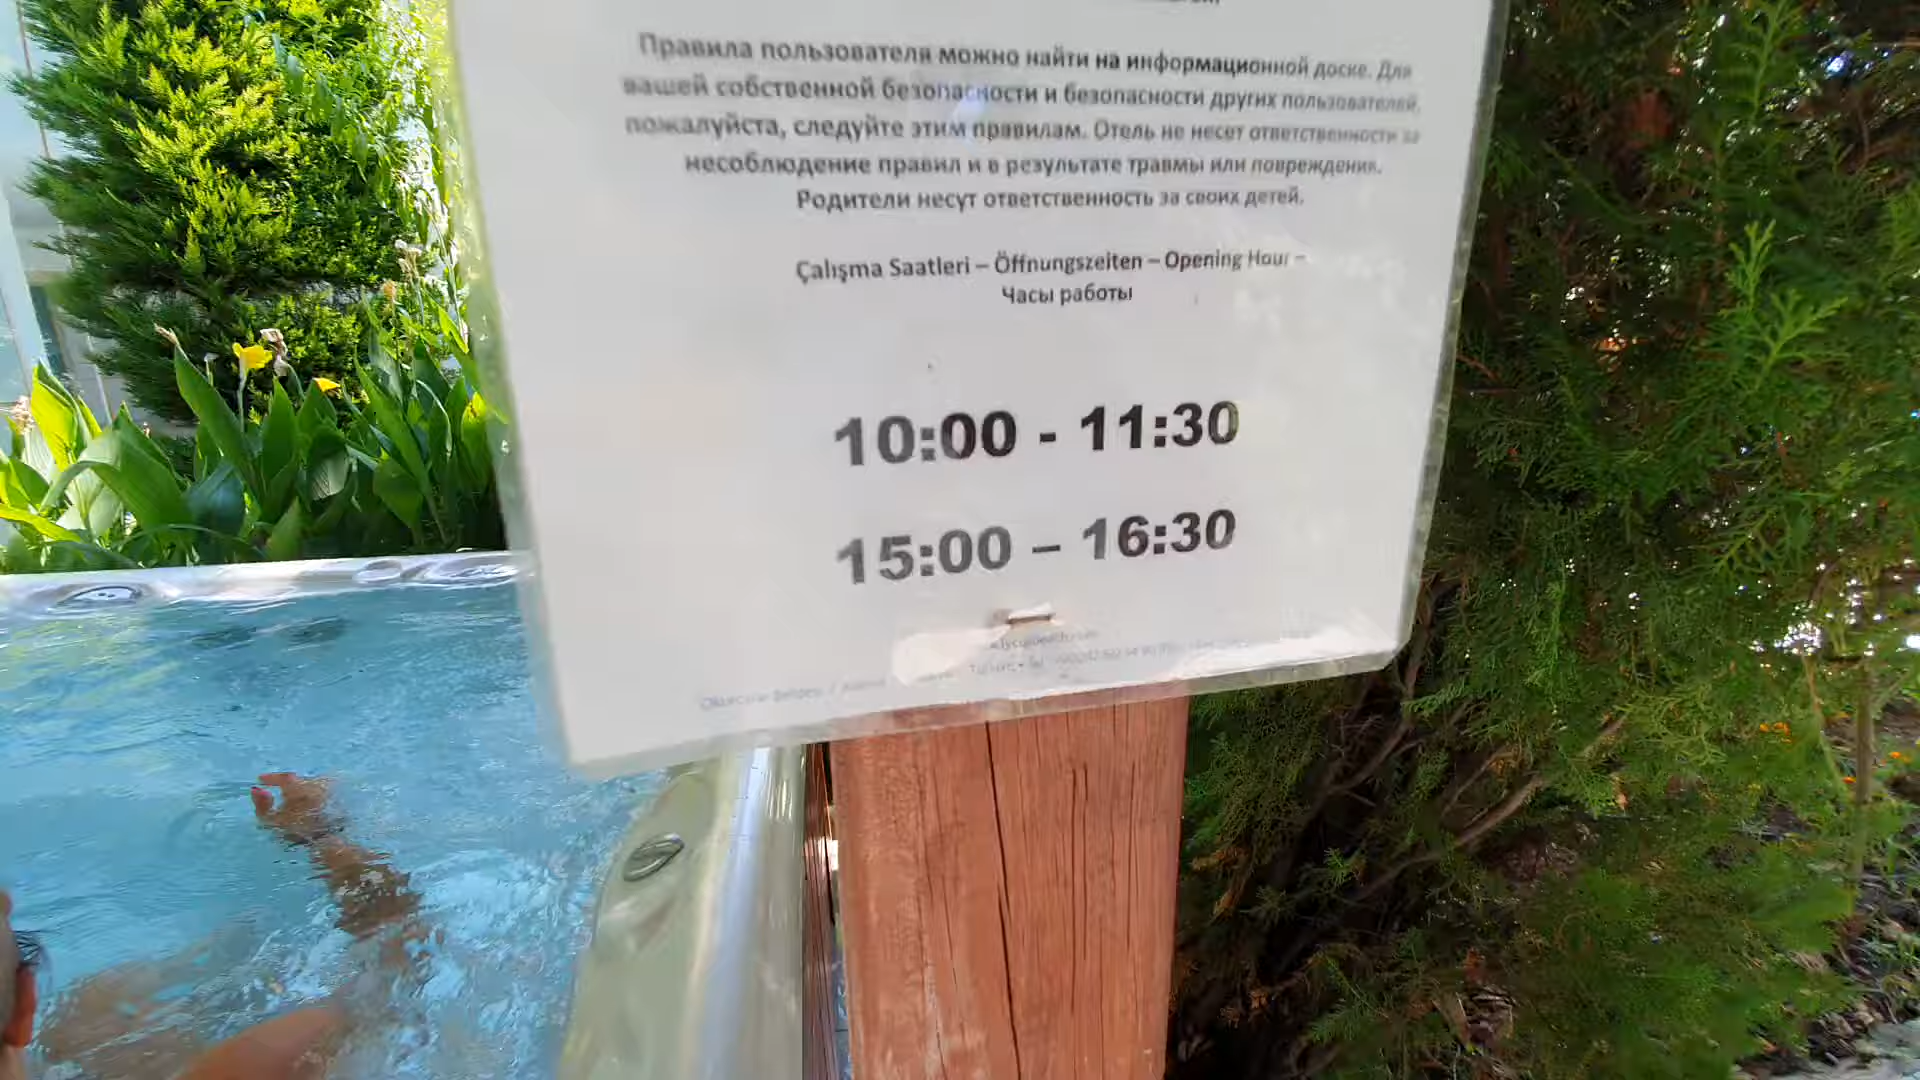 Правила пользователя можно найти на информационной доске. Для
вашей собственной безопасности и безопасности других пользователей,
пожалуйста, следуйте этим правилам. Отель не несет ответственности за
несоблюдение правил и в результате травмы или повреждения.
Родители несут ответственность за своих детей.
Çalışma Saatleri – Öffnungszeiten – Opening Hour –
Часы работы
10:00 - 11:30
15:00 – 16:30